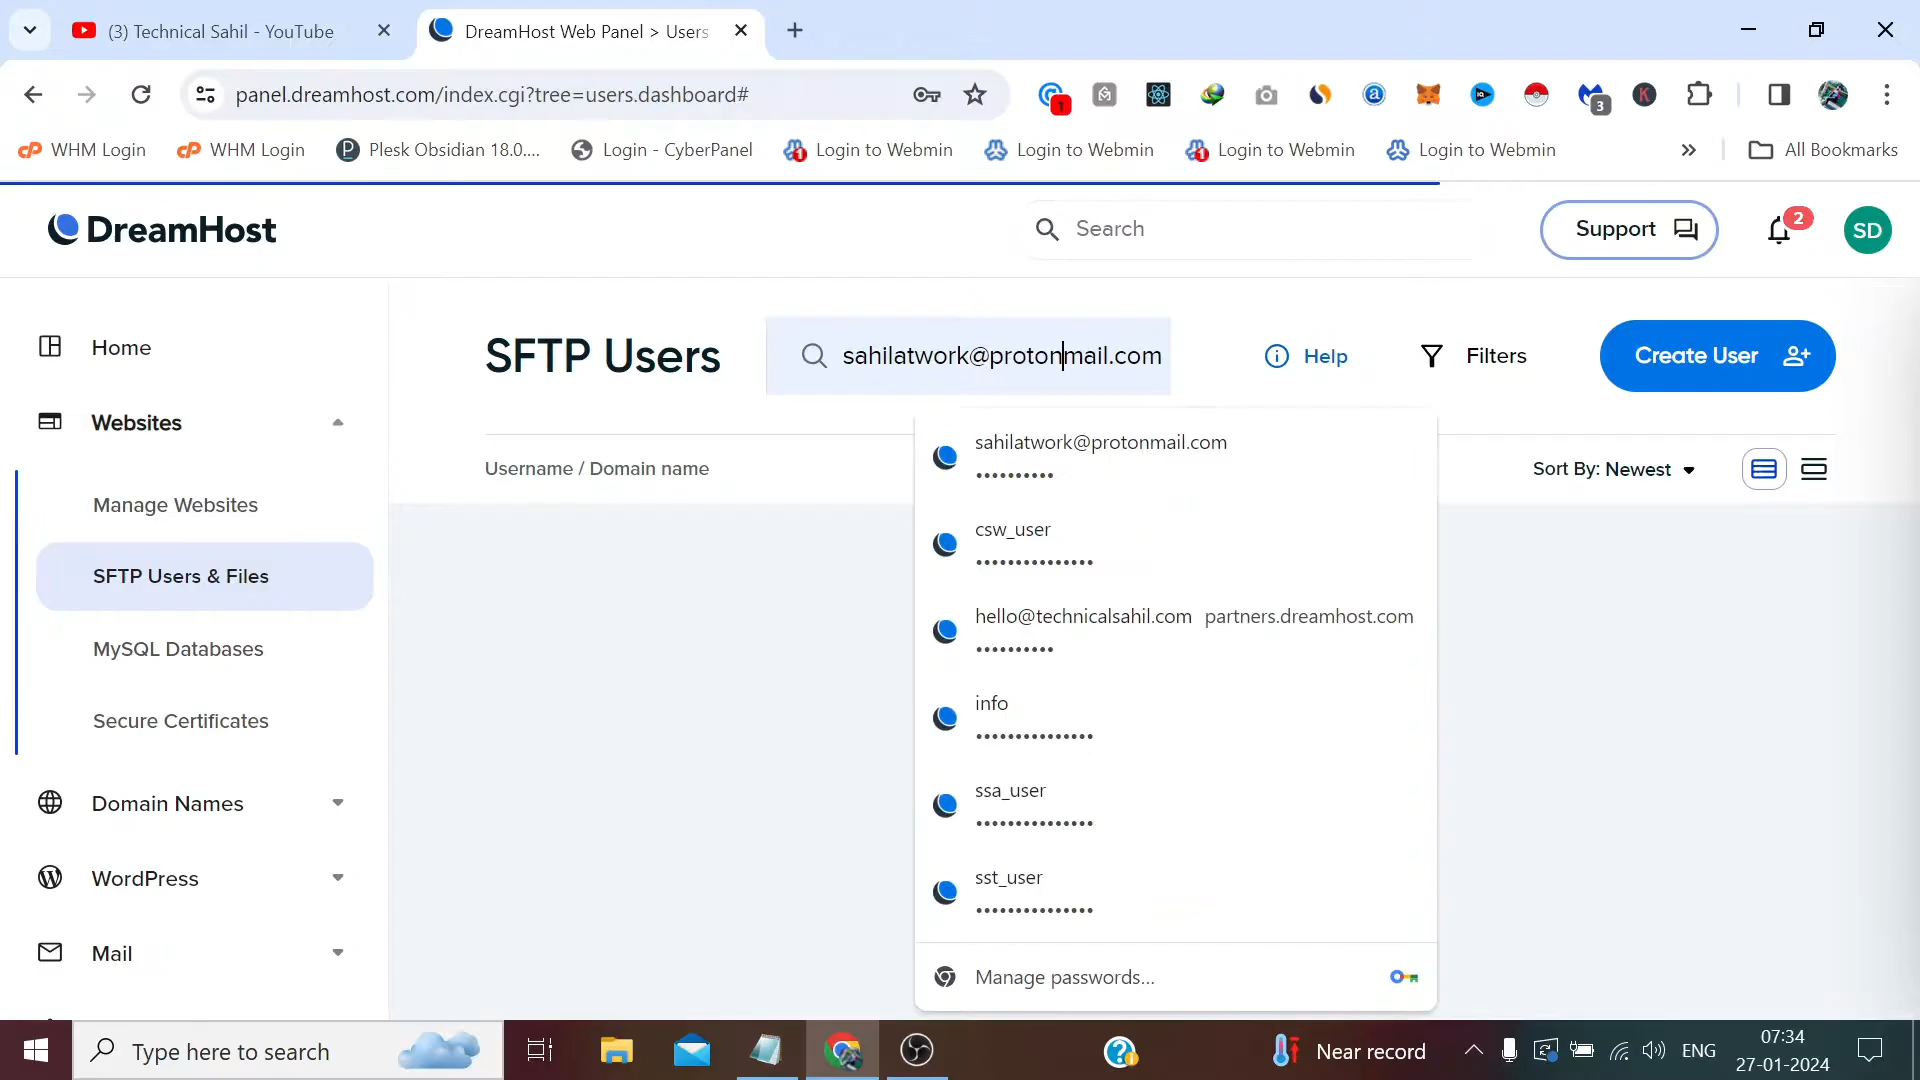 (3) Technical Sahil - YouTube
DreamHost Web Panel > Users
panel.dreamhost.com/index.cgi?tree=users.dashboard#
1
3
K
WHM Login
WHM Login
Plesk Obsidian 18.0....
Login - CyberPanel
Login to Webmin
Login to Webmin
Login to Webmin
Login to Webmin
All Bookmarks
DreamHost
Search
Support
2
SD
Home
Websites
Manage Websites
SFTP Users & Files
MySQL Databases
Secure Certificates
Domain Names
WordPress
Mail
SFTP Users
sahilatwork@protonmail.com
Help
Filters
Create User
Username / Domain name
Sort By: Newest
sahilatwork@protonmail.com
••••••••••
csw_user
•••••••••••••••
hello@technicalsahil.com partners.dreamhost.com
••••••••••
info
•••••••••••••••
ssa_user
•••••••••••••••
sst_user
•••••••••••••••
Manage passwords...
Type here to search
Near record
ENG
07:34
27-01-2024